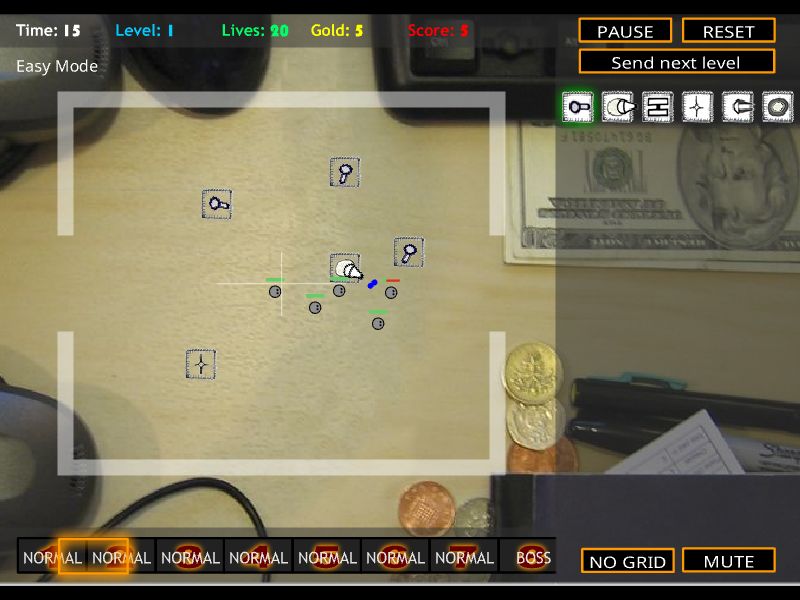 Time: 15 Level: 1 Lives: 20 Gold: 5 Score: 5
PAUSE RESET
Easy Mode
Send next level
NORMAL NORMAL NORMAL NORMAL NORMAL NORMAL NORMAL BOSS
NO GRID MUTE